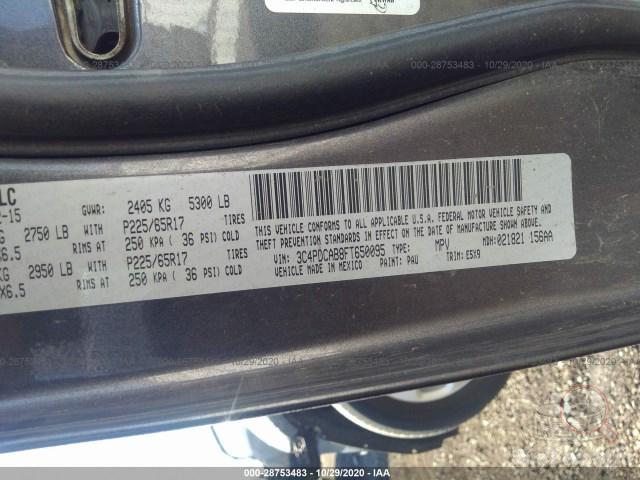 000-28753483 - 10/29/2020 - IAA
LC
2-15
GVWR: 2405 KG 5300 LB
2750 LB WITH P225/65R17 TIRES
6.5 RIMS AT 250 KPA ( 36 PSI) COLD
KG 2950 LB WITH P225/65R17 TIRES
X6.5 RIMS AT 250 KPA ( 36 PSI) COLD
THIS VEHICLE CONFORMS TO ALL APPLICABLE U.S.A. FEDERAL MOTOR VEHICLE SAFETY AND
THEFT PREVENTION STANDARDS IN EFFECT ON THE DATE OF MANUFACTURE SHOWN ABOVE.
VIN: 3C4PDCAB8FT650095 TYPE: MPV MDH: 021821 156AA
VEHICLE MADE IN MEXICO PAINT: PAU TRIM: E5X9
000-28753483 - 10/29/2020 - IAA